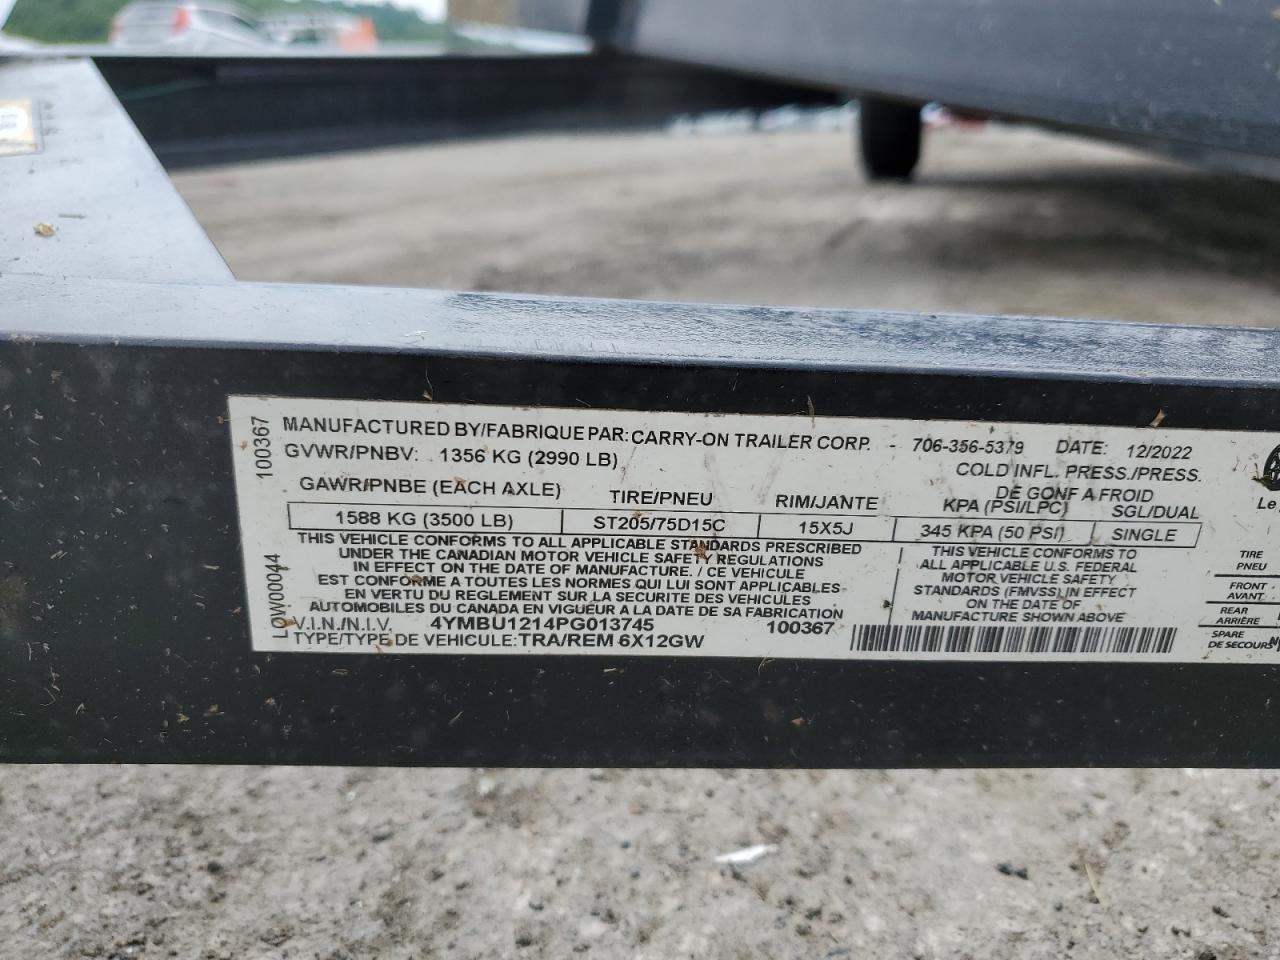 100367
LOW00044
MANUFACTURED BY/FABRIQUE PAR: CARRY-ON TRAILER CORP. - 706-356-5379 DATE: 12/2022
GVWR/PNBV: 1356 KG (2990 LB)
COLD INFL. PRESS./PRESS.
DE GONF A FROID
GAWR/PNBE (EACH AXLE) TIRE/PNEU RIM/JANTE KPA (PSI/LPC) SGL/DUAL
1588 KG (3500 LB) ST205/75D15C 15X5J 345 KPA (50 PSI) SINGLE
THIS VEHICLE CONFORMS TO ALL APPLICABLE STANDARDS PRESCRIBED
UNDER THE CANADIAN MOTOR VEHICLE SAFETY REGULATIONS
IN EFFECT ON THE DATE OF MANUFACTURE. / CE VEHICULE
EST CONFORME A TOUTES LES NORMES QUI LUI SONT APPLICABLES
EN VERTU DU REGLEMENT SUR LA SECURITE DES VEHICLES
AUTOMOBILES DU CANADA EN VIGUEUR A LA DATE DE SA FABRICATION
THIS VEHICLE CONFORMS TO
ALL APPLICABLE U.S. FEDERAL
MOTOR VEHICLE SAFETY
STANDARDS (FMVSS) IN EFFECT
ON THE DATE OF
MANUFACTURE SHOWN ABOVE
V.I.N./N.I.V. 4YMBU1214PG013745 100367
TYPE/TYPE DE VEHICULE: TRA/REM 6X12GW
Le
TIRE
PNEU
FRONT
AVANT
REAR
ARRIÈRE
SPARE
DE SECOURS